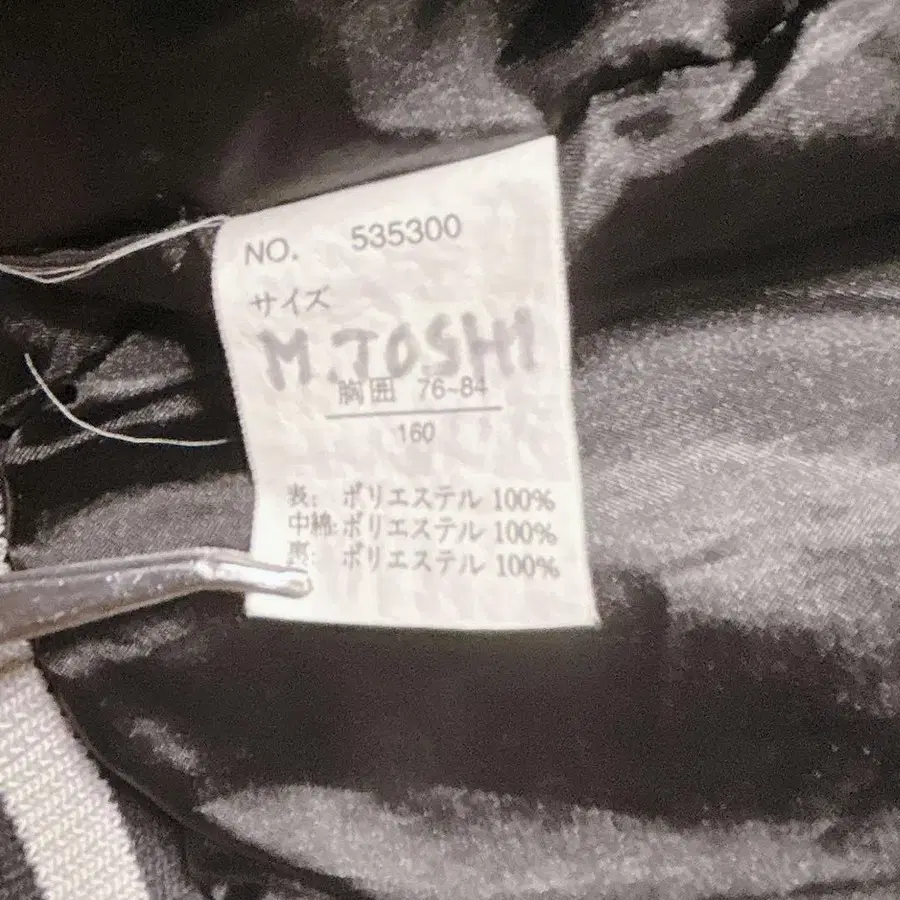 NO. 535300
サイズ
M.TOSHI
胸囲 76~84
160
表: ポリエステル 100%
中綿:ポリエステル 100%
裏: ポリエステル 100%